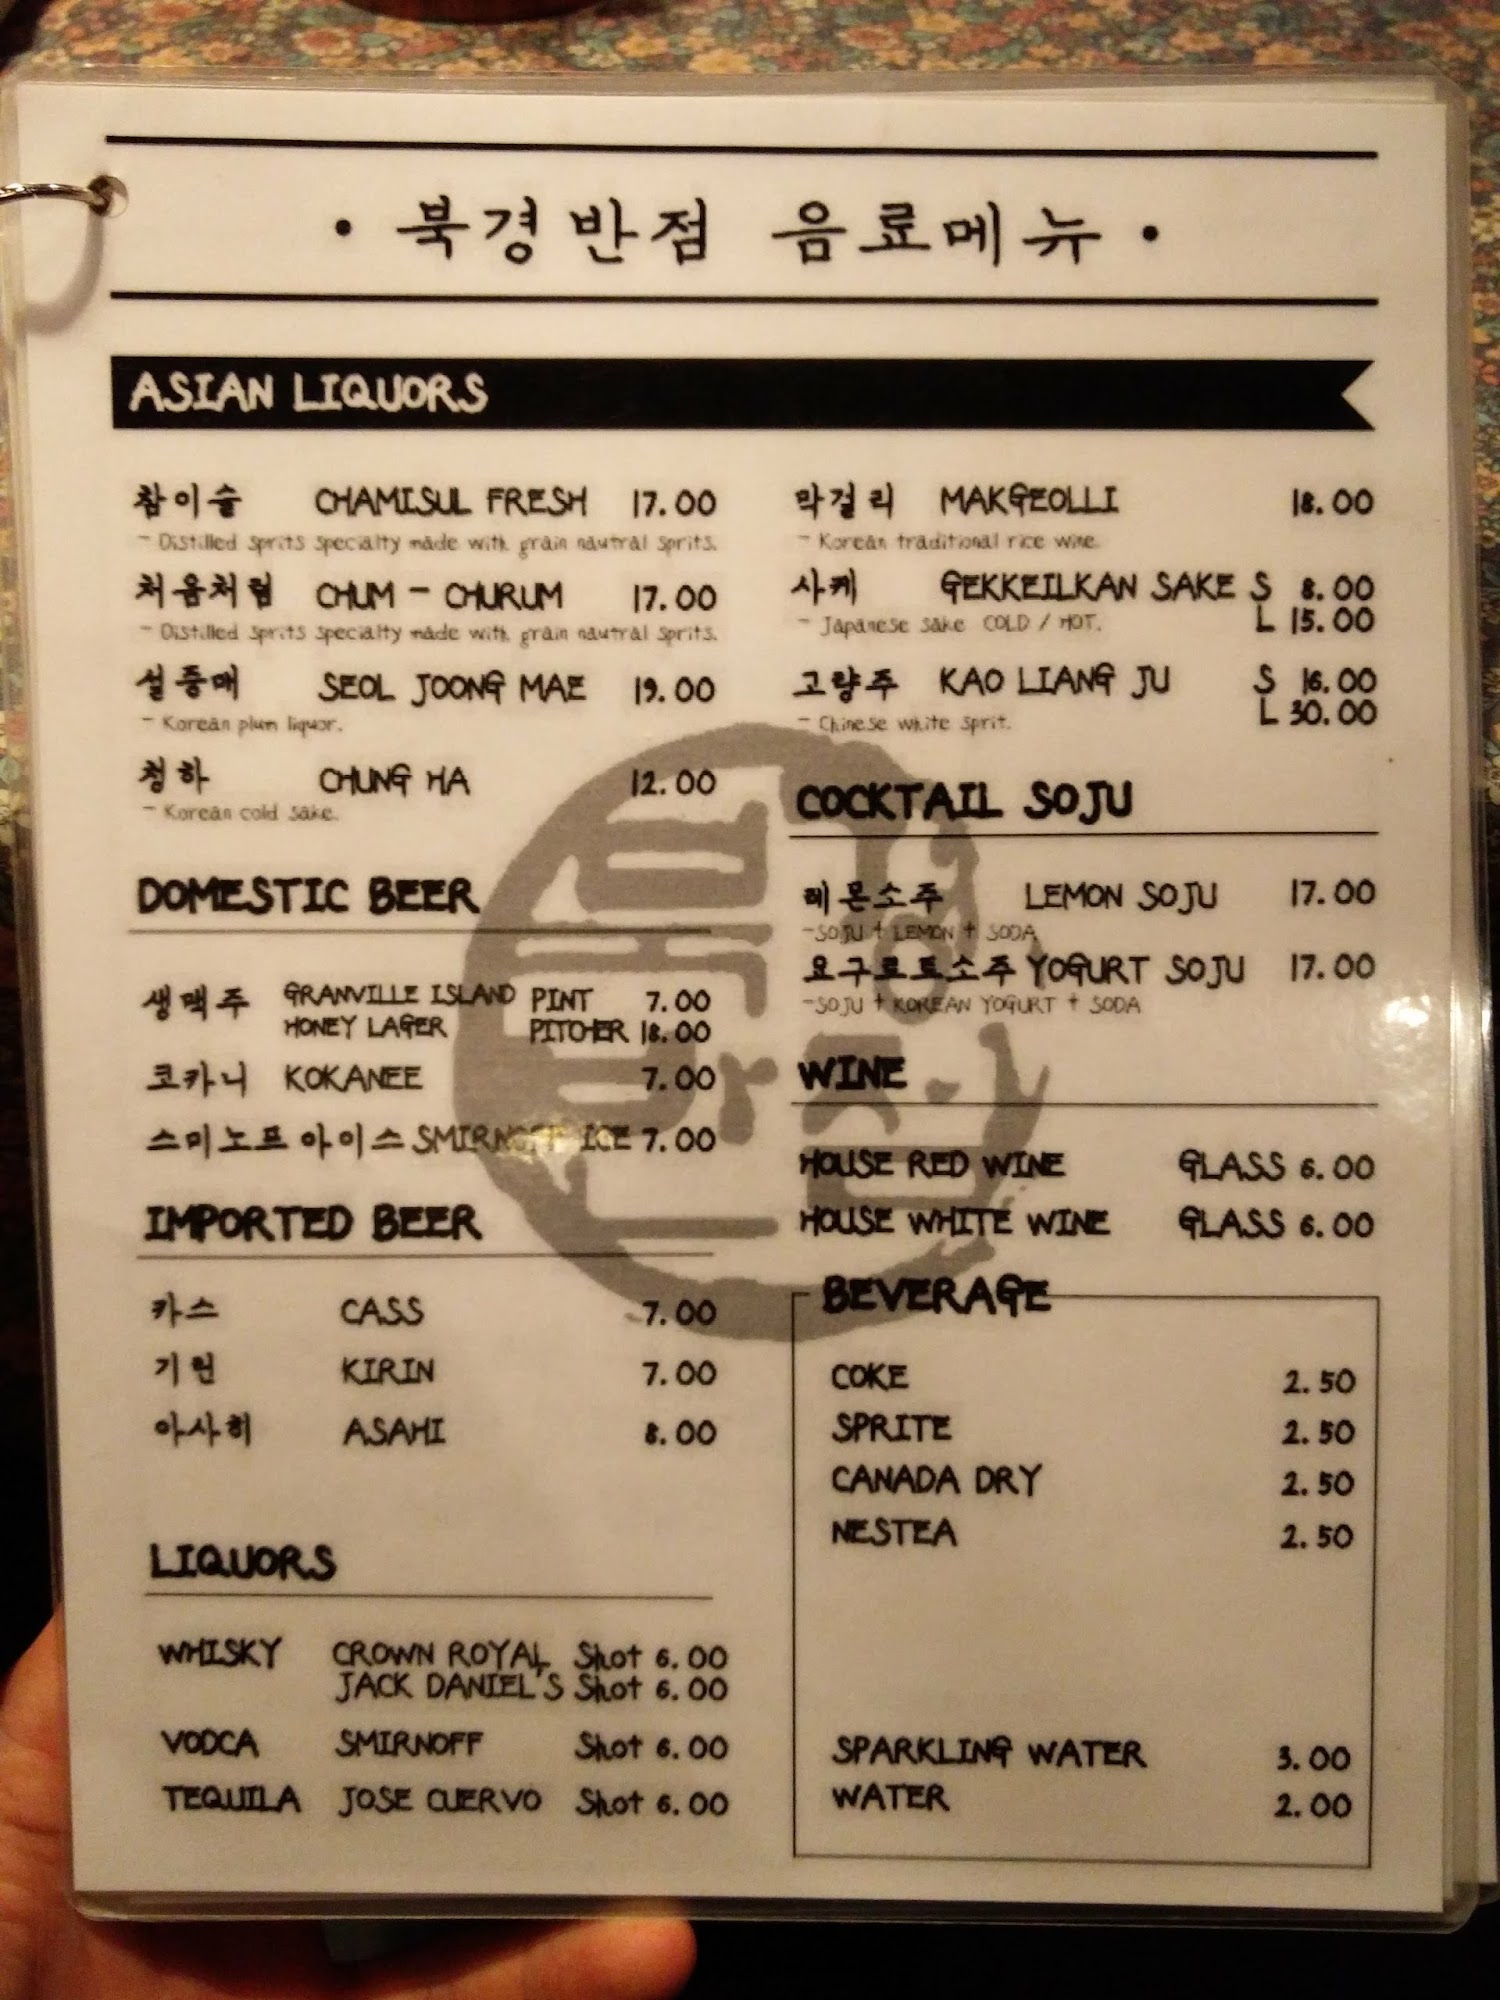 • 북경반점 음료메뉴 •
ASIAN LIQUORS
참이슬 CHAMISUL FRESH 17.00
- Distilled sprits specialty made with grain nautral sprits.
처음처럼 CHUM - CHURUM 17.00
- Distilled sprits specialty made with grain nautral sprits.
설중매 SEOL JOONG MAE 19.00
- Korean plum liquor.
청하 CHUNG HA 12.00
- Korean cold sake.
DOMESTIC BEER
생맥주 GRANVILLE ISLAND PINT 7.00
HONEY LAGER PITCHER 18.00
코카니 KOKANEE 7.00
스미노프 아이스 SMIRNOFF ICE 7.00
IMPORTED BEER
카스 CASS 7.00
기린 KIRIN 7.00
아사히 ASAHI 8.00
LIQUORS
WHISKY CROWN ROYAL Shot 6.00
JACK DANIEL'S Shot 6.00
VODCA SMIRNOFF Shot 6.00
TEQUILA JOSE CUERVO Shot 6.00
막걸리 MAKGEOLLI 18.00
- Korean traditional rice wine.
사케 GEKKEILKAN SAKE S 8.00
- Japanese sake COLD / HOT. L 15.00
고량주 KAO LIANG JU S 16.00
- Chinese white sprit. L 30.00
COCKTAIL SOJU
레몬소주 LEMON SOJU 17.00
-SOJU + LEMON + SODA
요구르트소주 YOGURT SOJU 17.00
-SOJU + KOREAN YOGURT + SODA
WINE
HOUSE RED WINE GLASS 6.00
HOUSE WHITE WINE GLASS 6.00
BEVERAGE
COKE 2.50
SPRITE 2.50
CANADA DRY 2.50
NESTEA 2.50
SPARKLING WATER 3.00
WATER 2.00
북경
반점